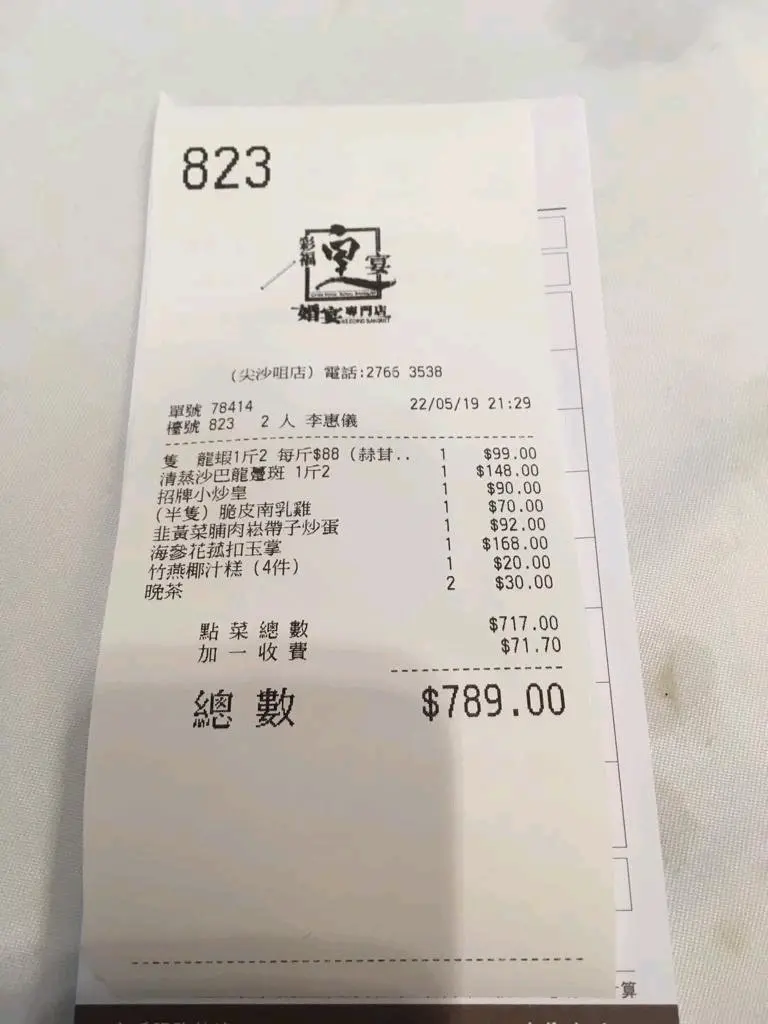 823
彩福
皇
宴
婚宴專門店
WEDDING BANQUET
(尖沙咀店) 電話:2766 3538
單號 78414 22/05/19 21:29
檯號 823 2 人 李惠儀
隻 龍蝦1斤2 每斤$88 (蒜茸.. 1 $99.00
清蒸沙巴龍躉斑 1斤2 1 $148.00
招牌小炒皇 1 $90.00
(半隻) 脆皮南乳雞 1 $70.00
韭黃菜脯肉崧帶子炒蛋 1 $92.00
海參花菰扣玉掌 1 $168.00
竹燕椰汁糕 (4件) 1 $20.00
晚茶 2 $30.00
點菜總數 $717.00
加一收費 $71.70
總數 $789.00
算